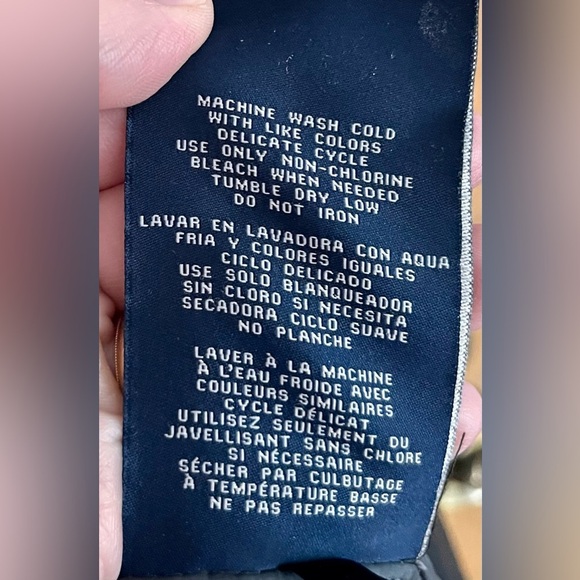 MACHINE WASH COLD
WITH LIKE COLORS
DELICATE CYCLE
USE ONLY NON-CHLORINE
BLEACH WHEN NEEDED
TUMBLE DRY LOW
DO NOT IRON
LAVAR EN LAVADORA CON AQUA
FRIA Y COLORES IGUALES
CICLO DELICADO
USE SOLO BLANQUEADOR
SIN CLORO SI NECESITA
SECADORA CICLO SUAVE
NO PLANCHE
LAVER À LA MACHINE
À L'EAU FROIDE AVEC
COULEURS SIMILAIRES
CYCLE DÉLICAT
UTILISEZ SEULEMENT DU
JAVELLISANT SANS CHLORE
SI NÉCESSAIRE
SÉCHER PAR CULBUTAGE
À TEMPÉRATURE BASSE
NE PAS REPASSER